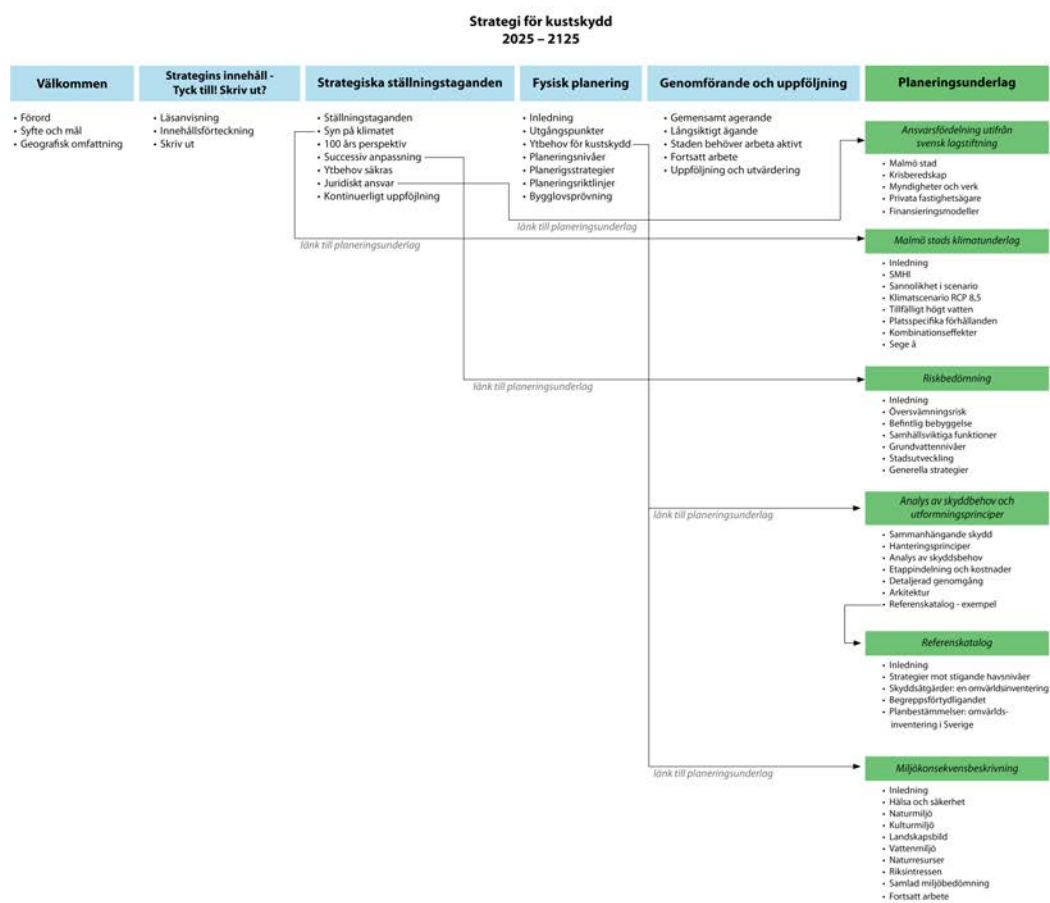 Strategi för kustskydd
2025 – 2125
Välkommen
• Förord
• Syfte och mål
• Geografisk omfattning
Strategins innehåll -
Tyck till! Skriv ut?
• Läsanvisning
• Innehållsförteckning
• Skriv ut
Strategiska ställningstaganden
• Ställningstaganden
• Syn på klimatet
• 100 års perspektiv
• Successiv anpassning
• Ytbehov säkras
• Juridiskt ansvar
• Kontinuerligt uppföjlning
Fysisk planering
• Inledning
• Utgångspunkter
• Ytbehov för kustskydd
• Planeringsnivåer
• Planerigsstrategier
• Planeringsriktlinjer
• Bygglovsprövning
Genomförande och uppföljning
• Gemensamt agerande
• Långsiktigt ägande
• Staden behöver arbeta aktivt
• Fortsatt arbete
• Uppföljning och utvärdering
Planeringsunderlag
Ansvarsfördelning utifrån
svensk lagstiftning
• Malmö stad
• Krisberedskap
• Myndigheter och verk
• Privata fastighetsägare
• Finansieringsmodeller
länk till planeringsunderlag
Malmö stads klimatunderlag
länk till planeringsunderlag
• Inledning
• SMHI
• Sannolikhet i scenario
• Klimatscenario RCP 8,5
• Tillfälligt högt vatten
• Platsspecifika förhållanden
• Kombinationseffekter
• Sege å
Riskbedömning
länk till planeringsunderlag
• Inledning
• Översvämningsrisk
• Befintlig bebyggelse
• Samhällsviktiga funktioner
• Grundvattennivåer
• Stadsutveckling
• Generella strategier
Analys av skyddbehov och
utformningsprinciper
länk till planeringsunderlag
• Sammanhängande skydd
• Hanteringsprinciper
• Analys av skyddsbehov
• Etappindelning och kostnader
• Detaljerad genomgång
• Arkitektur
• Referenskatalog - exempel
Referenskatalog
• Inledning
• Strategier mot stigande havsnivåer
• Skyddsåtgärder: en omvärldsinventering
• Begreppsförtydligandet
• Planbestämmelser: omvärlds-
inventering i Sverige
Miljökonsekvensbeskrivning
länk till planeringsunderlag
• Inledning
• Hälsa och säkerhet
• Naturmiljö
• Kulturmiljö
• Landskapsbild
• Vattenmiljö
• Naturresurser
• Riksintressen
• Samlad miljöbedömning
• Fortsatt arbete